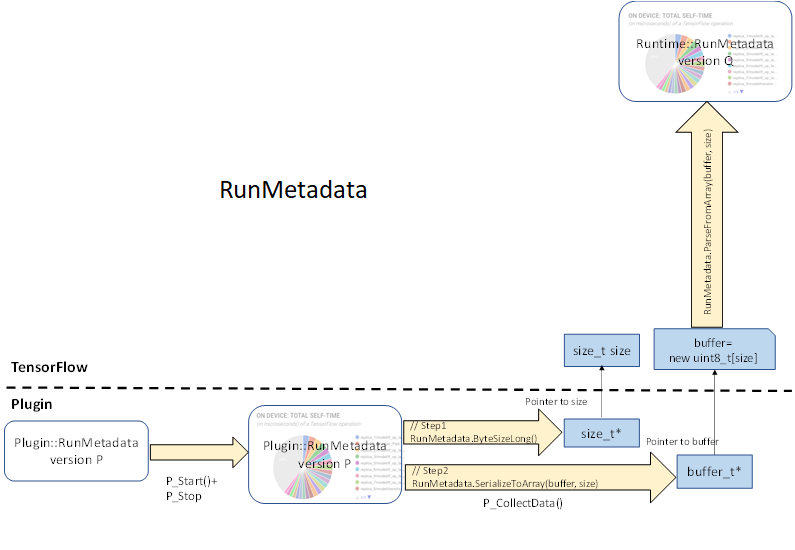 ON DEVICE: TOTAL SELF-TIME
(in microseconds) of a TensorFlow operation
Runtime::RunMetadata
version Q
RunMetadata.ParseFromArray(buffer, size)
RunMetadata
size_t size
buffer=
new uint8_t[size]
TensorFlow
Plugin
Pointer to size
Plugin::RunMetadata
version P
P_Start()+
P_Stop
ON DEVICE: TOTAL SELF-TIME
(in microseconds) of a TensorFlow operation
Plugin::RunMetadata
version P
// Step1
RunMetadata.ByteSizeLong()
size_t*
Pointer to buffer
// Step2
RunMetadata.SerializeToArray(buffer, size)
buffer_t*
P_CollectData()